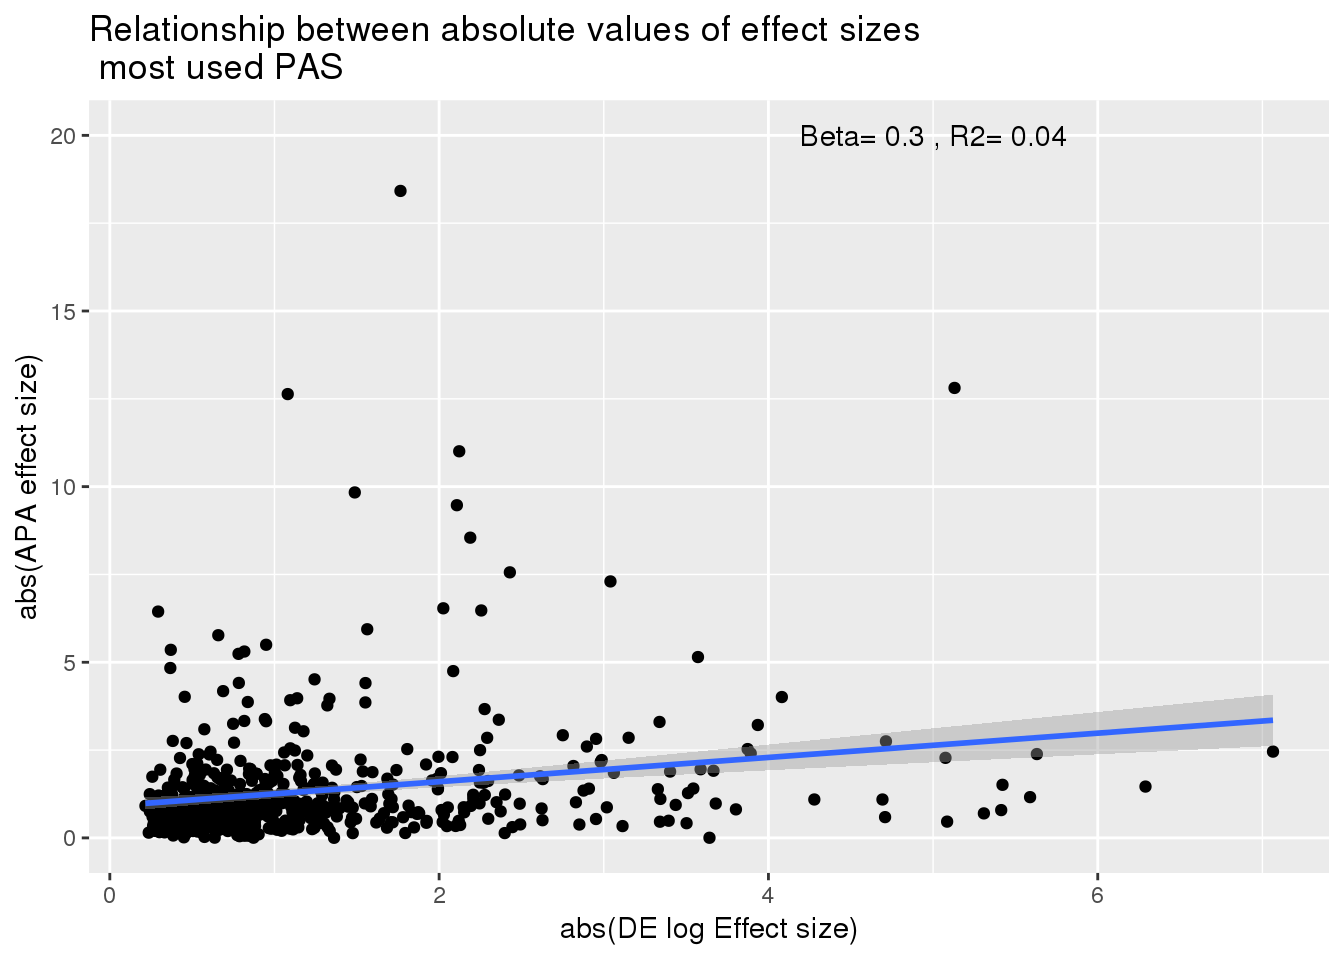 Relationship between absolute values of effect sizes
most used PAS
Beta= 0.3 , R2= 0.04
20
15
10
5
0
abs(APA effect size)
0 2 4 6
abs(DE log Effect size)